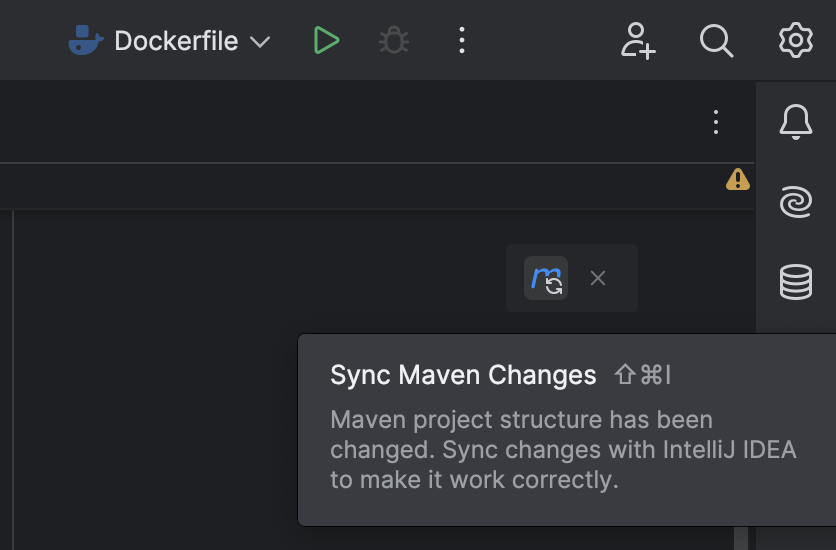 Dockerfile
m
Sync Maven Changes ⇧⌘I
Maven project structure has been
changed. Sync changes with IntelliJ IDEA
to make it work correctly.